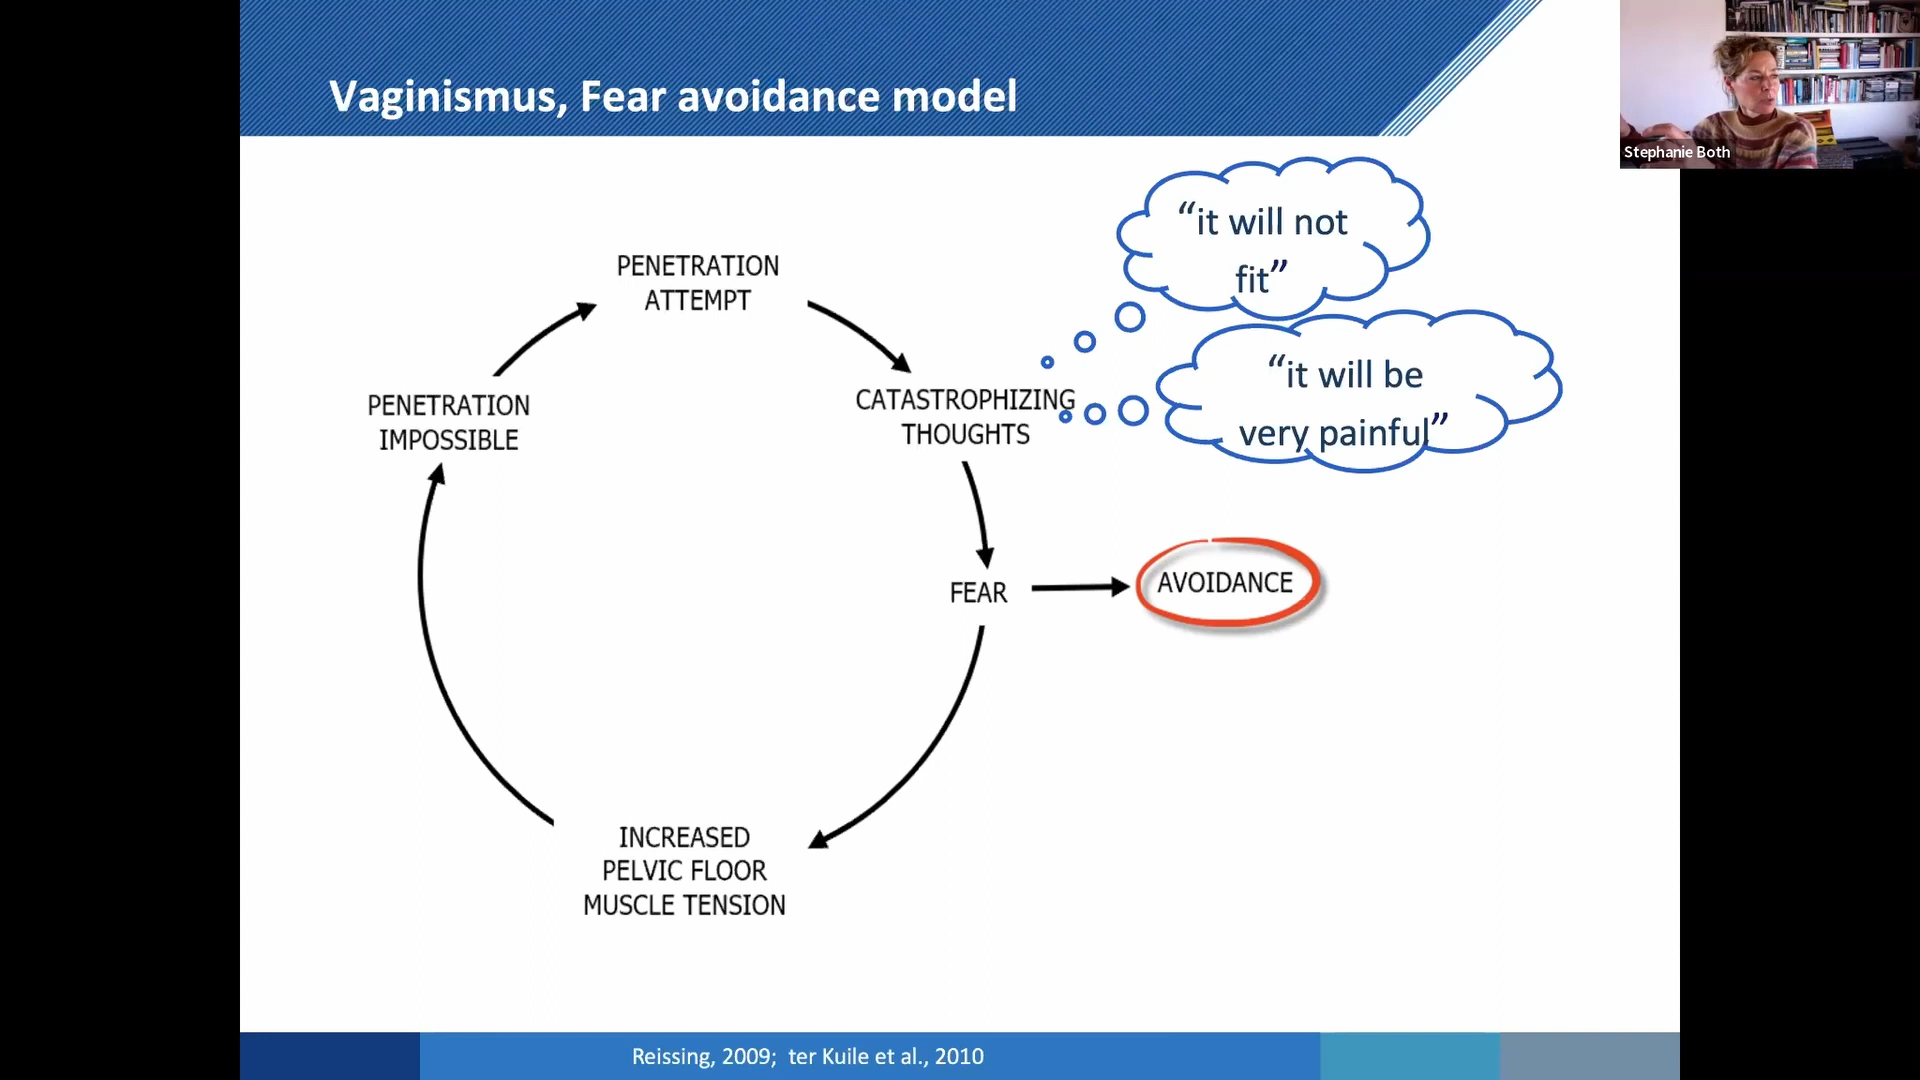 Vaginismus, Fear avoidance model
Stephanie Both
“it will not
fit”
PENETRATION
ATTEMPT
“it will be
very painful”
CATASTROPHIZING
THOUGHTS
PENETRATION
IMPOSSIBLE
FEAR
AVOIDANCE
INCREASED
PELVIC FLOOR
MUSCLE TENSION
Reissing, 2009;  ter Kuile et al., 2010